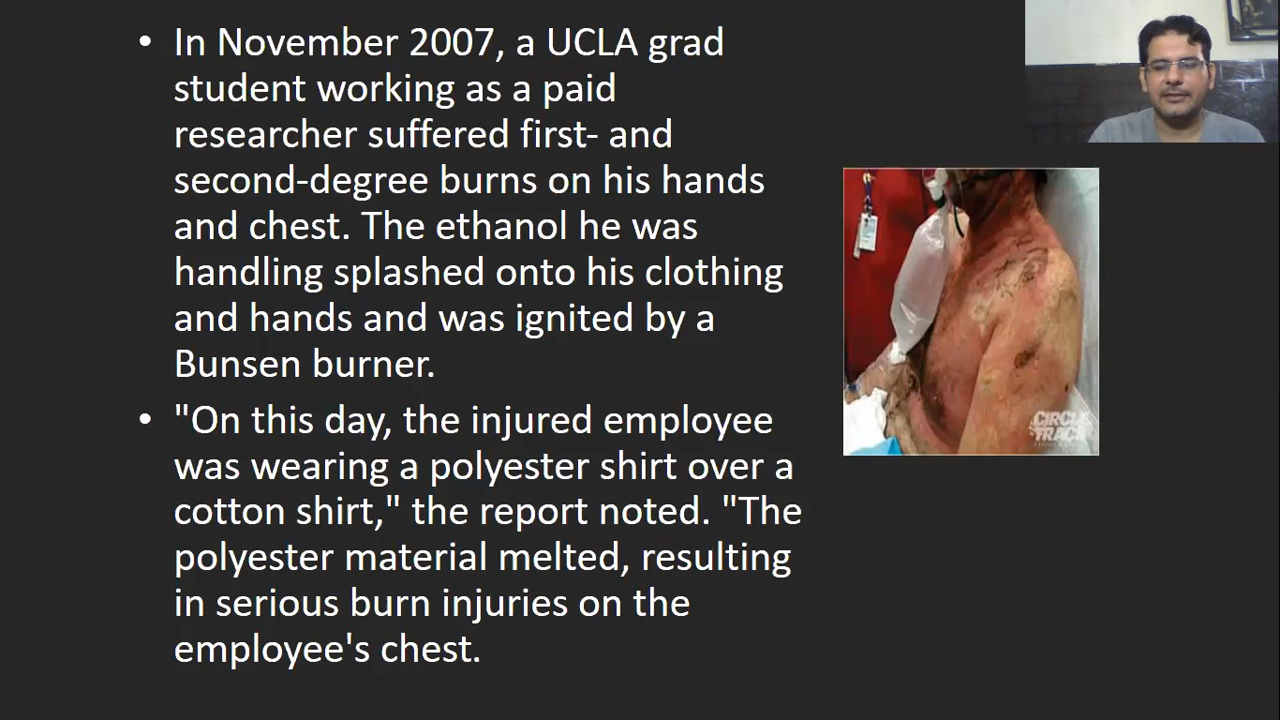 • In November 2007, a UCLA grad
student working as a paid
researcher suffered first- and
second-degree burns on his hands
and chest. The ethanol he was
handling splashed onto his clothing
and hands and was ignited by a
Bunsen burner.
• "On this day, the injured employee
was wearing a polyester shirt over a
cotton shirt," the report noted. "The
polyester material melted, resulting
in serious burn injuries on the
employee's chest.
CIRCLE
TRACK